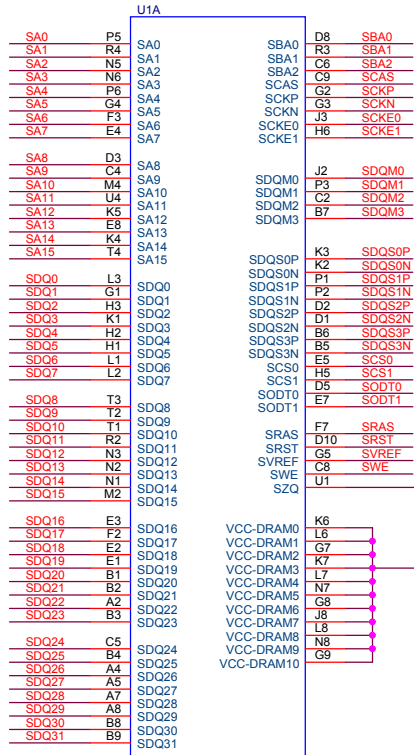 U1A
SA0 P5 SA0
SA1 R4 SA1
SA2 N5 SA2
SA3 N6 SA3
SA4 P6 SA4
SA5 G4 SA5
SA6 F3 SA6
SA7 E4 SA7
SA8 D3 SA8
SA9 C4 SA9
SA10 M4 SA10
SA11 U4 SA11
SA12 K5 SA12
SA13 E8 SA13
SA14 K4 SA14
SA15 T4 SA15
SDQ0 L3 SDQ0
SDQ1 G1 SDQ1
SDQ2 H3 SDQ2
SDQ3 K1 SDQ3
SDQ4 H2 SDQ4
SDQ5 H1 SDQ5
SDQ6 L1 SDQ6
SDQ7 L2 SDQ7
SDQ8 T3 SDQ8
SDQ9 T2 SDQ9
SDQ10 T1 SDQ10
SDQ11 R2 SDQ11
SDQ12 N3 SDQ12
SDQ13 N2 SDQ13
SDQ14 N1 SDQ14
SDQ15 M2 SDQ15
SDQ16 E3 SDQ16
SDQ17 F2 SDQ17
SDQ18 E2 SDQ18
SDQ19 E1 SDQ19
SDQ20 B1 SDQ20
SDQ21 B2 SDQ21
SDQ22 A2 SDQ22
SDQ23 B3 SDQ23
SDQ24 C5 SDQ24
SDQ25 B4 SDQ25
SDQ26 A4 SDQ26
SDQ27 A5 SDQ27
SDQ28 A7 SDQ28
SDQ29 A8 SDQ29
SDQ30 B8 SDQ30
SDQ31 B9 SDQ31
SBA0 D8 SBA0
SBA1 R3 SBA1
SBA2 C6 SBA2
SCAS C9 SCAS
SCKP G2 SCKP
SCKN G3 SCKN
SCKE0 J3 SCKE0
SCKE1 H6 SCKE1
SDQM0 J2 SDQM0
SDQM1 P3 SDQM1
SDQM2 C2 SDQM2
SDQM3 B7 SDQM3
SDQS0P K3 SDQS0P
SDQS0N K2 SDQS0N
SDQS1P P1 SDQS1P
SDQS1N P2 SDQS1N
SDQS2P D2 SDQS2P
SDQS2N D1 SDQS2N
SDQS3P B6 SDQS3P
SDQS3N B5 SDQS3N
SCS0 E5 SCS0
SCS1 H5 SCS1
SODT0 D5 SODT0
SODT1 E7 SODT1
SRAS F7 SRAS
SRST D10 SRST
SVREF G5 SVREF
SWE C8 SWE
SZQ U1
VCC-DRAM0 K6
VCC-DRAM1 L6
VCC-DRAM2 G7
VCC-DRAM3 K7
VCC-DRAM4 L7
VCC-DRAM5 N7
VCC-DRAM6 G8
VCC-DRAM7 J8
VCC-DRAM8 L8
VCC-DRAM9 N8
VCC-DRAM10 G9